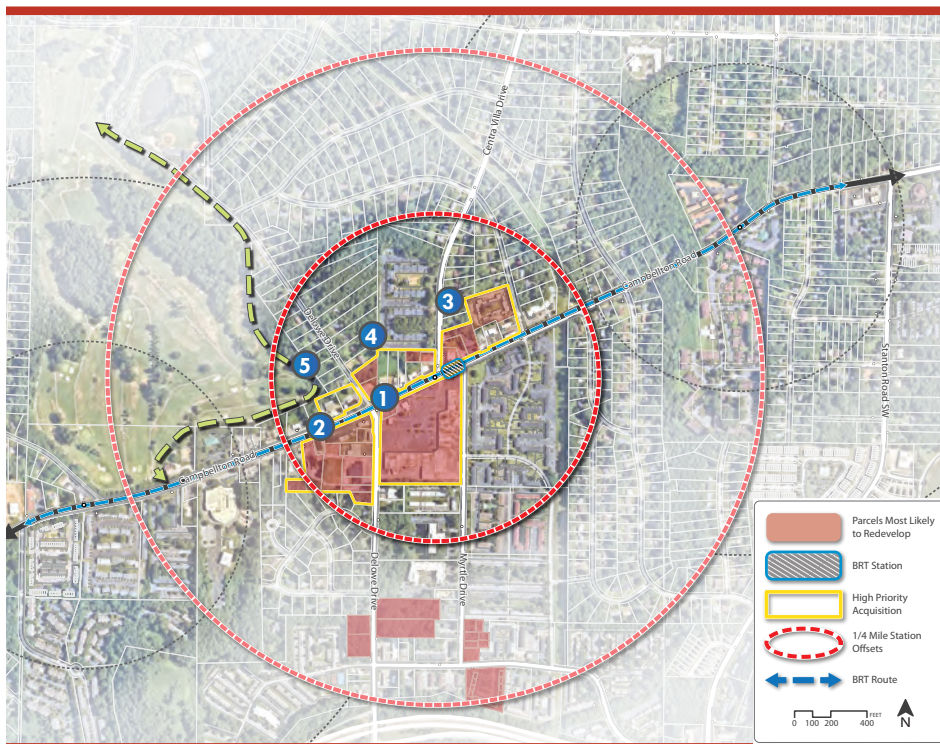 Centra Villa Drive
Campbellton Road
Stanton Road SW
Delowe Drive
3
4
5
1
2
Campbellton Road
Delowe Drive
Myrtle Drive
Parcels Most Likely
to Redevelop
BRT Station
High Priority
Acquisition
1/4 Mile Station
Offsets
BRT Route
0 100 200 400 FEET
N